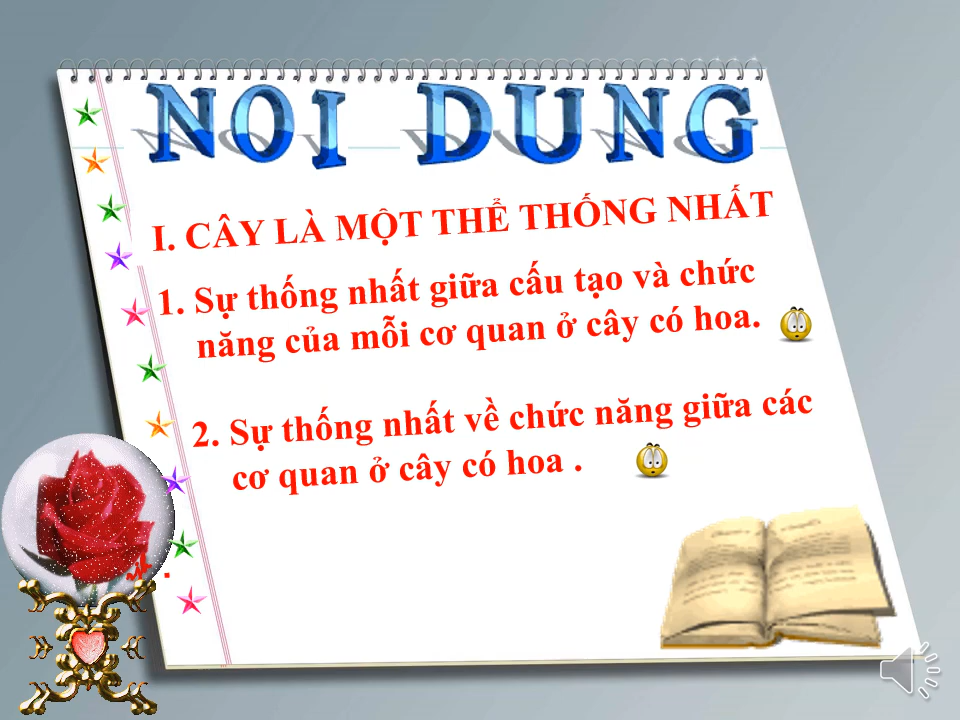 NOI DUNG
I. CÂY LÀ MỘT THỂ THỐNG NHẤT
1. Sự thống nhất giữa cấu tạo và chức
năng của mỗi cơ quan ở cây có hoa.
2. Sự thống nhất về chức năng giữa các
cơ quan ở cây có hoa .